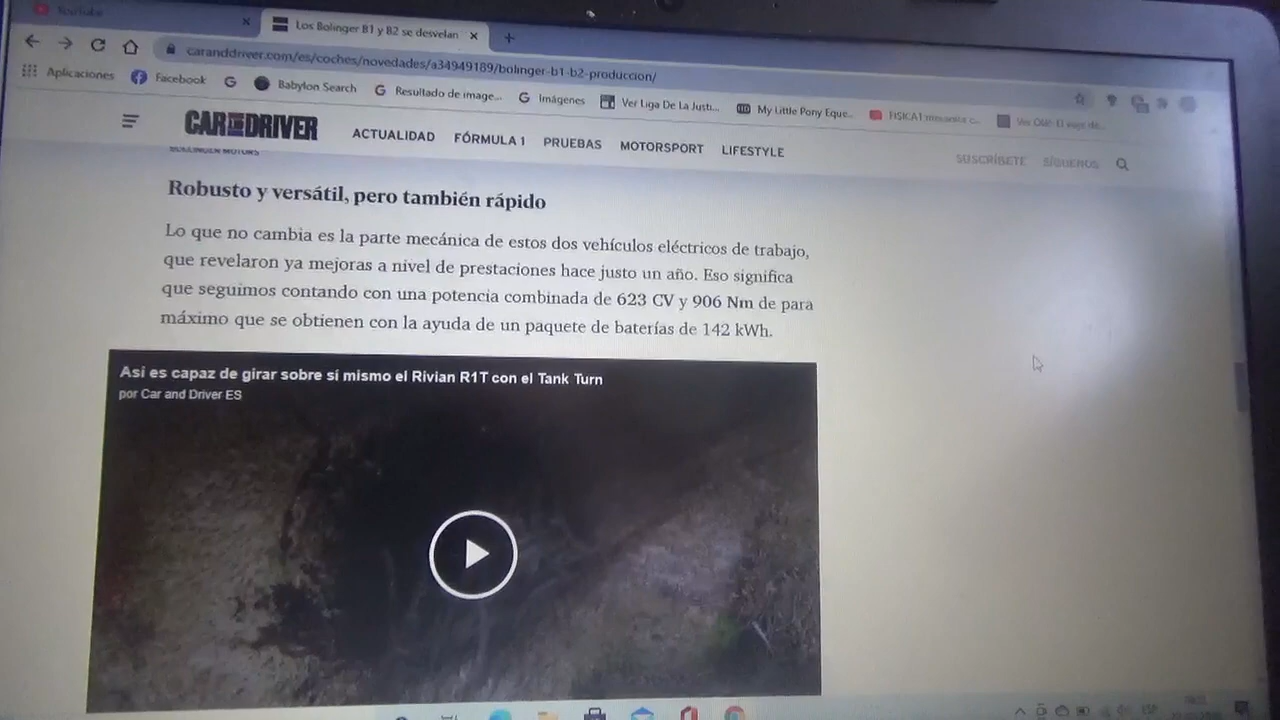 YouTube
Los Bolinger B1 y B2 se desvelan
caranddriver.com/es/coches/novedades/a34949189/bolinger-b1-b2-produccion/
Aplicaciones Facebook Babylon Search Resultado de image... Imágenes Ver Liga De La Justi... My Little Pony Eque...
CAR AND DRIVER ACTUALIDAD FÓRMULA 1 PRUEBAS MOTORSPORT LIFESTYLE SUSCRÍBETE SÍGUENOS
Robusto y versátil, pero también rápido
Lo que no cambia es la parte mecánica de estos dos vehículos eléctricos de trabajo,
que revelaron ya mejoras a nivel de prestaciones hace justo un año. Eso significa
que seguimos contando con una potencia combinada de 623 CV y 906 Nm de para
máximo que se obtienen con la ayuda de un paquete de baterías de 142 kWh.
Asi es capaz de girar sobre sí mismo el Rivian R1T con el Tank Turn
por Car and Driver ES